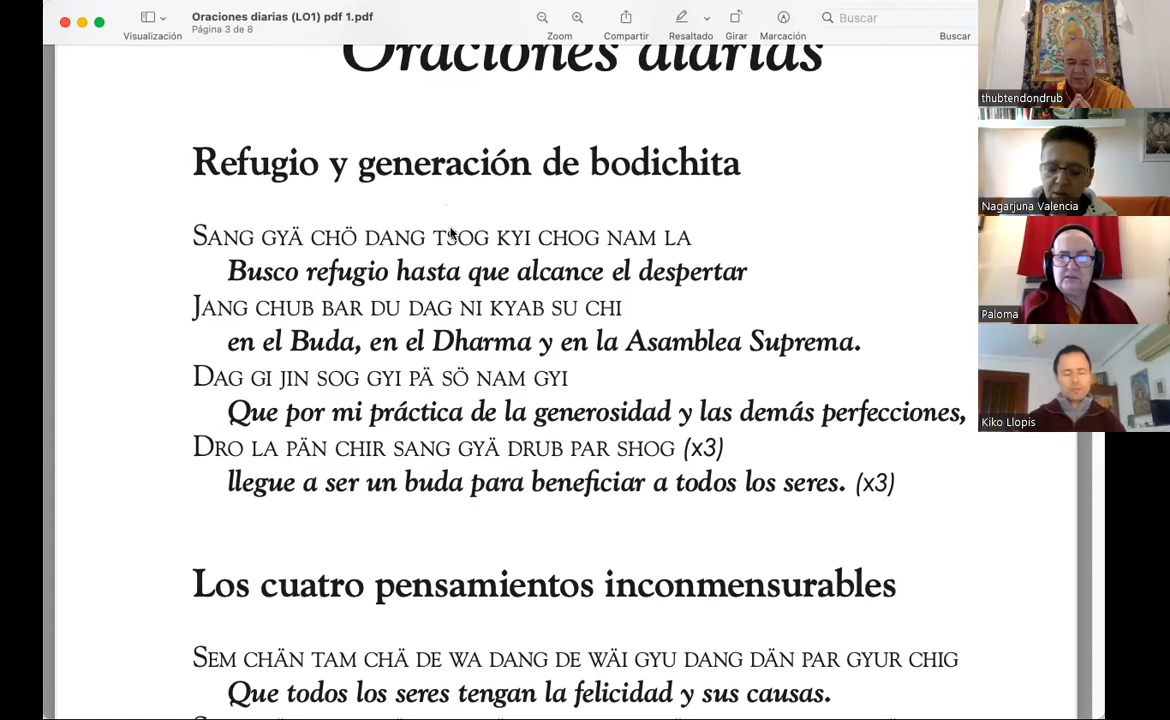 Oraciones diarias (LO1) pdf 1.pdf
Página 3 de 8
Visualización
Zoom
Compartir
Resaltado
Girar
Marcación
Buscar
Buscar
Oraciones diarias
Refugio y generación de bodichita
SANG GYÄ CHÖ DANG TSOG KYI CHOG NAM LA
Busco refugio hasta que alcance el despertar
JANG CHUB BAR DU DAG NI KYAB SU CHI
en el Buda, en el Dharma y en la Asamblea Suprema.
DAG GI JIN SOG GYI PÄ SÖ NAM GYI
Que por mi práctica de la generosidad y las demás perfecciones,
DRO LA PÄN CHIR SANG GYÄ DRUB PAR SHOG (x3)
llegue a ser un buda para beneficiar a todos los seres. (x3)
Los cuatro pensamientos inconmensurables
SEM CHÄN TAM CHÄ DE WA DANG DE WÄI GYU DANG DÄN PAR GYUR CHIG
Que todos los seres tengan la felicidad y sus causas.
thubtendondrub
Nagarjuna Valencia
Paloma
Kiko Llopis